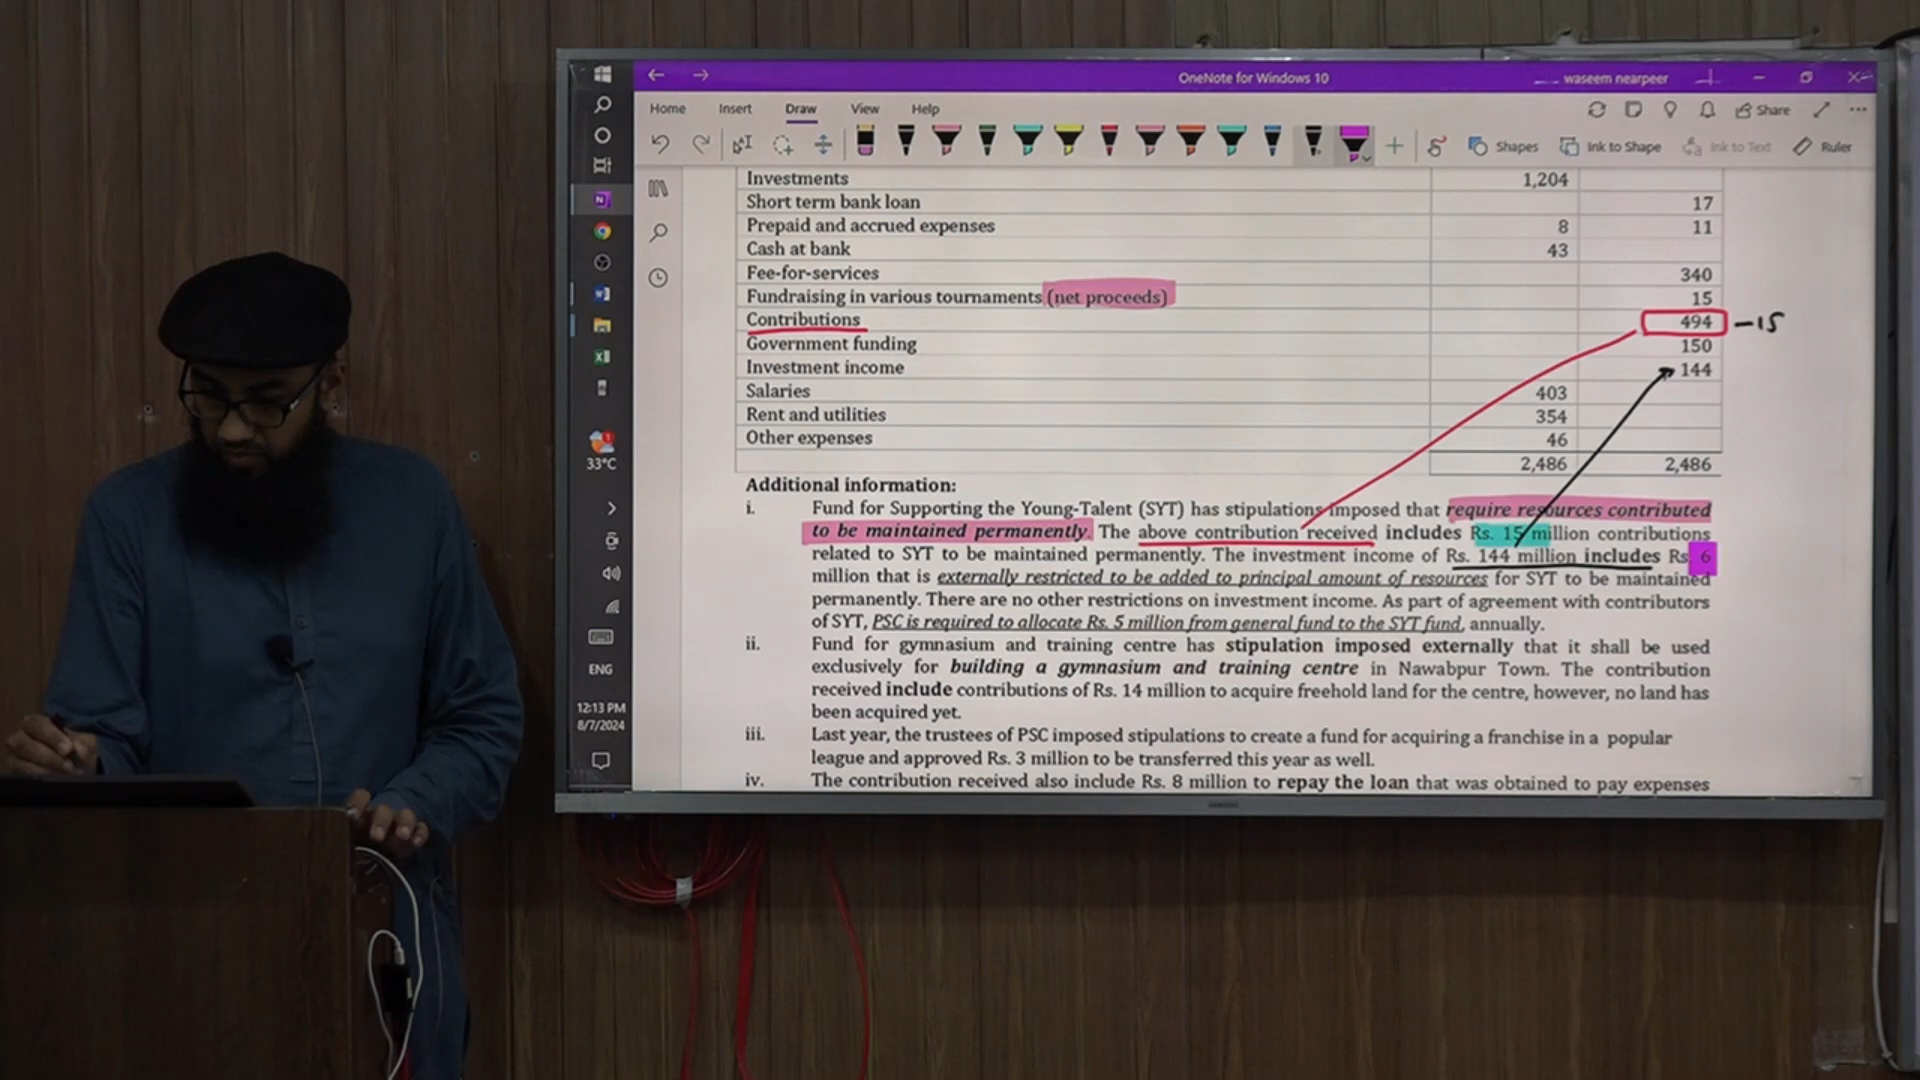 OneNote for Windows 10
waseem nearpeer
Home Insert Draw View Help
Share
Shapes Ink to Shape Ink to Text Ruler
Investments 1,204
Short term bank loan 17
Prepaid and accrued expenses 8 11
Cash at bank 43
Fee-for-services 340
Fundraising in various tournaments (net proceeds) 15
Contributions 494 -15
Government funding 150
Investment income 144
Salaries 403
Rent and utilities 354
Other expenses 46
2,486 2,486
Additional information:
i. Fund for Supporting the Young-Talent (SYT) has stipulations imposed that require resources contributed
to be maintained permanently. The above contribution received includes Rs. 15 million contributions
related to SYT to be maintained permanently. The investment income of Rs. 144 million includes Rs 6
million that is externally restricted to be added to principal amount of resources for SYT to be maintained
permanently. There are no other restrictions on investment income. As part of agreement with contributors
of SYT, PSC is required to allocate Rs. 5 million from general fund to the SYT fund, annually.
ii. Fund for gymnasium and training centre has stipulation imposed externally that it shall be used
exclusively for building a gymnasium and training centre in Nawabpur Town. The contribution
received include contributions of Rs. 14 million to acquire freehold land for the centre, however, no land has
been acquired yet.
iii. Last year, the trustees of PSC imposed stipulations to create a fund for acquiring a franchise in a popular
league and approved Rs. 3 million to be transferred this year as well.
iv. The contribution received also include Rs. 8 million to repay the loan that was obtained to pay expenses
33°C
ENG
12:13 PM
8/7/2024